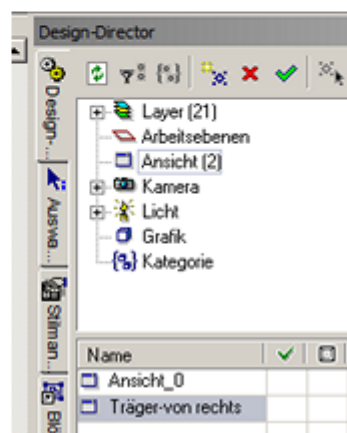 Design-Director
Design-...
Auswa...
Stilman...
Blö
Layer (21)
Arbeitsebenen
Ansicht (2)
Kamera
Licht
Grafik
Kategorie
Name
Ansicht_0
Träger-von rechts